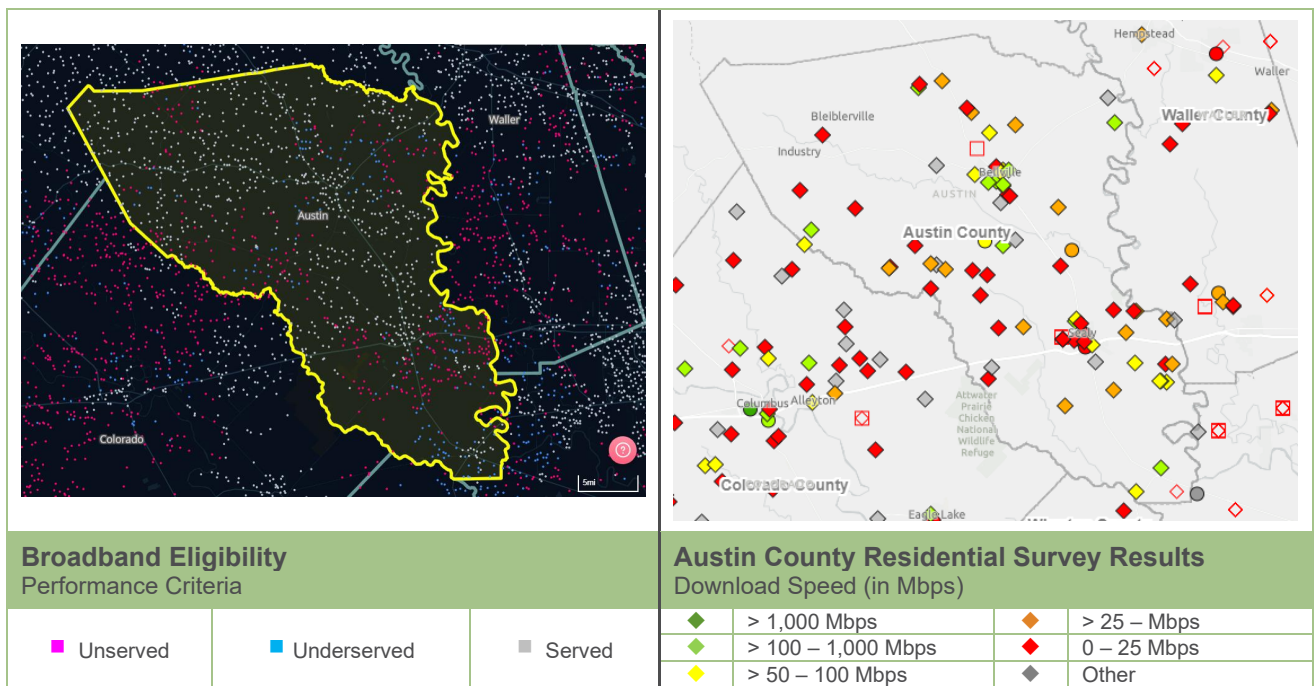 Waller
Austin
Colorado
5mi
Hempstead
Waller
Waller County
Bleiblerville
Industry
Bellville
AUSTIN
Austin County
Sealy
Columbus Alleyton
Attwater
Prairie
Chicken
National
Wildlife
Refuge
Colorado County
Eagle Lake
Broadband Eligibility
Performance Criteria
Unserved
Underserved
Served
Austin County Residential Survey Results
Download Speed (in Mbps)
> 1,000 Mbps
> 25 – Mbps
> 100 – 1,000 Mbps
0 – 25 Mbps
> 50 – 100 Mbps
Other